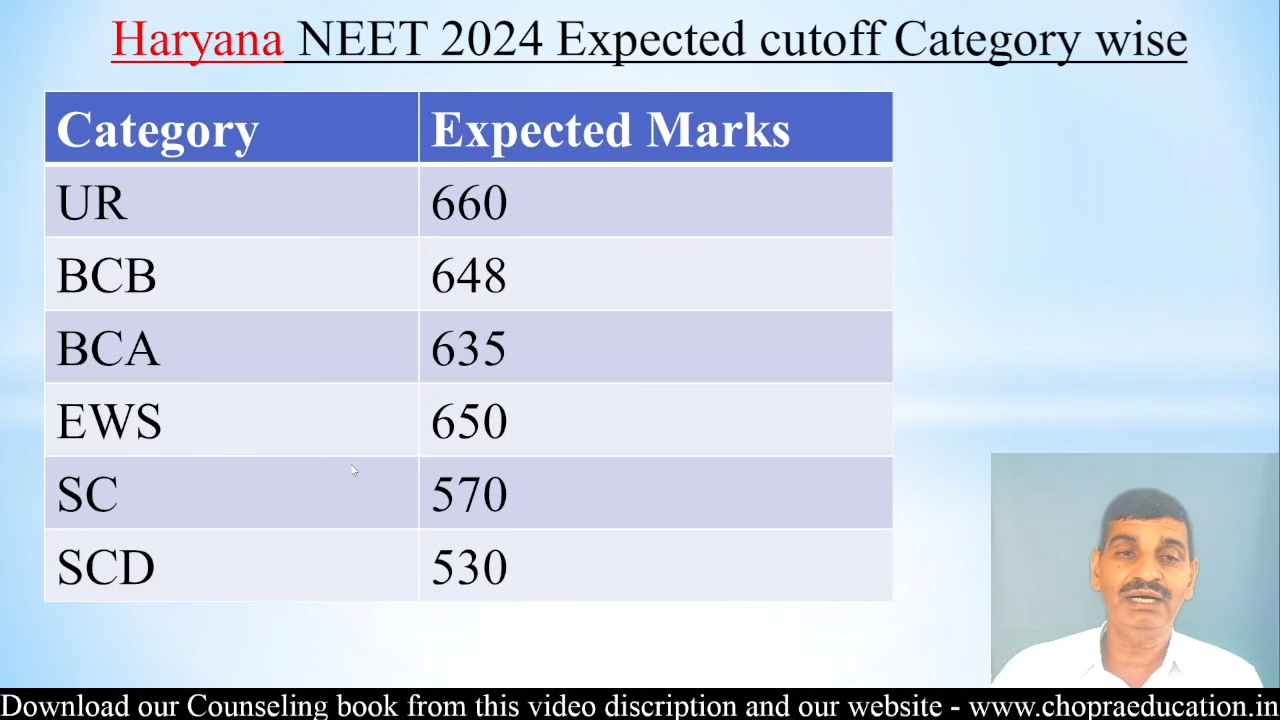 Haryana NEET 2024 Expected cutoff Category wise
Category Expected Marks
UR 660
BCB 648
BCA 635
EWS 650
SC 570
SCD 530
Download our Counseling book from this video discription and our website - www.chopraeducation.in